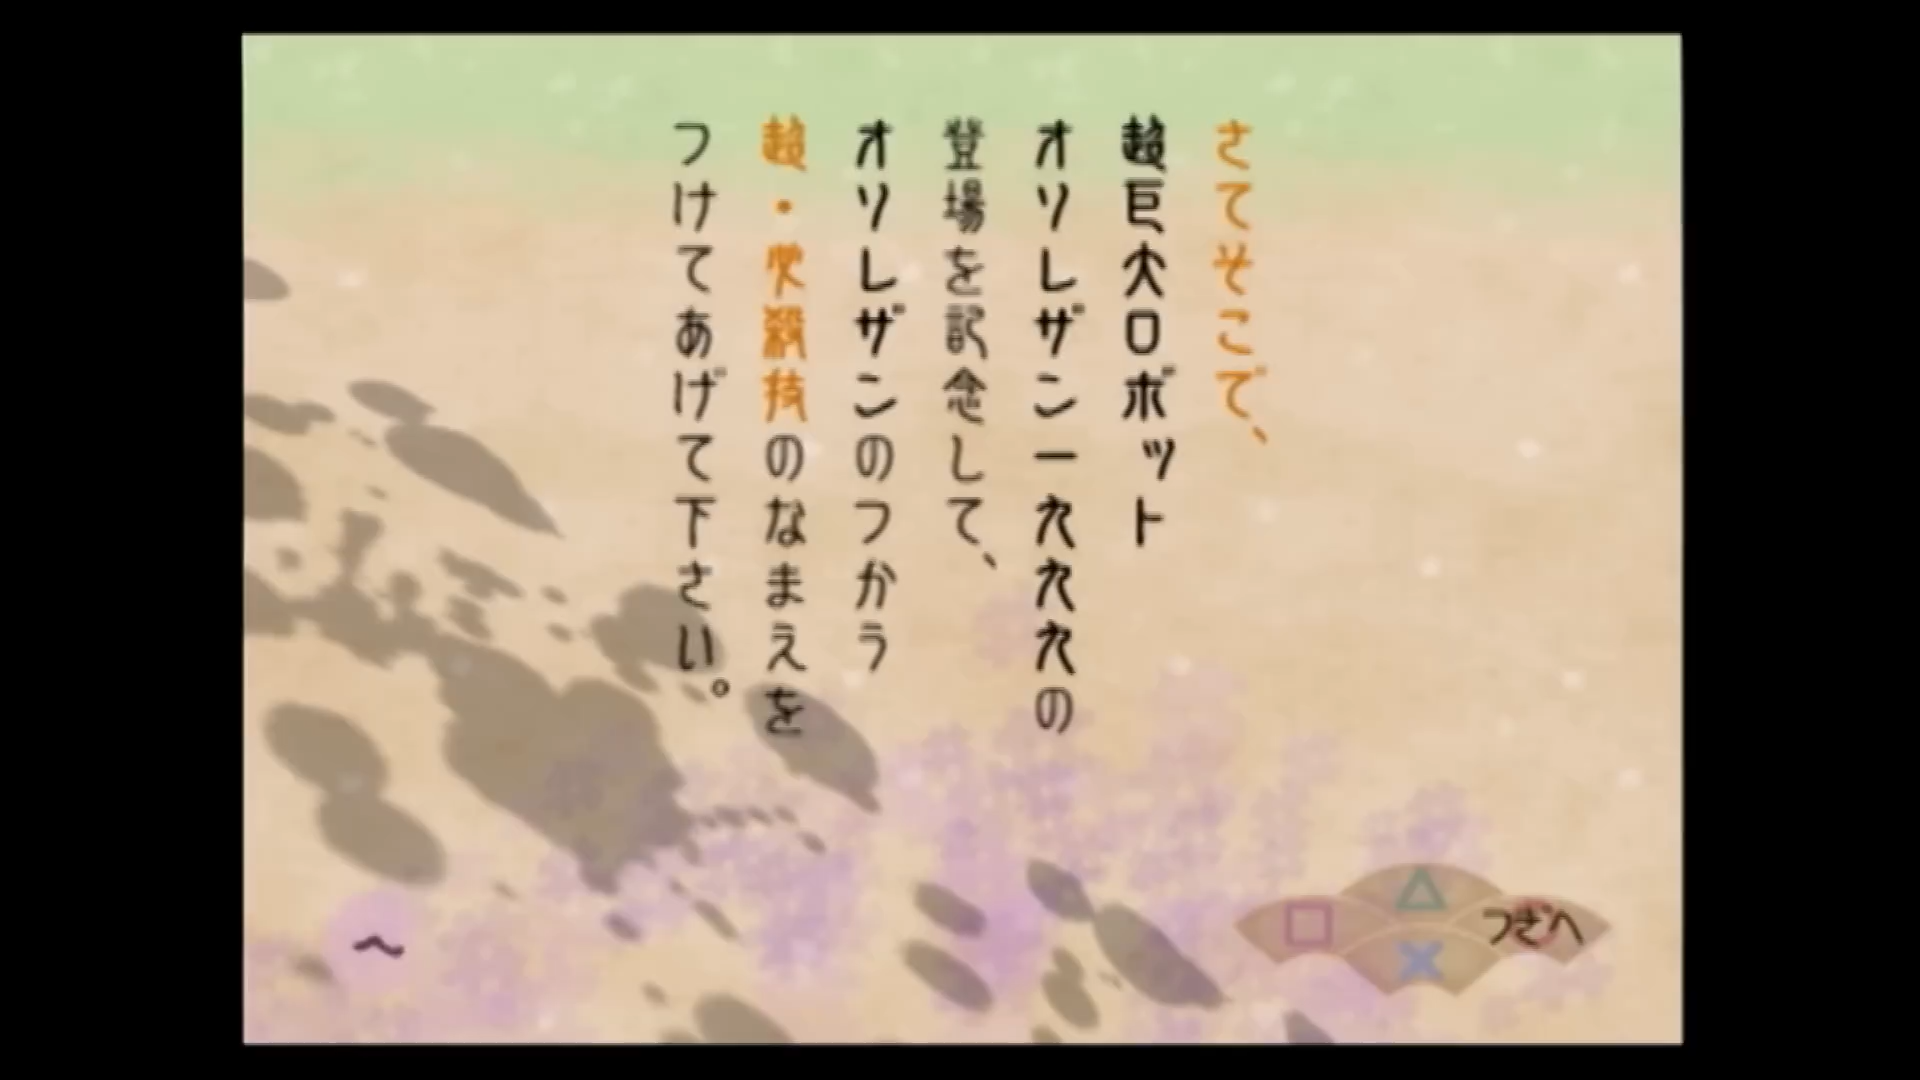 さてそこで、
超巨大ロボット
オリレザン一九九九の
登場を記念して、
オリレザンのつかう
超・必殺技のなまえを
つけてあげて下さい。
つぎへ
〜